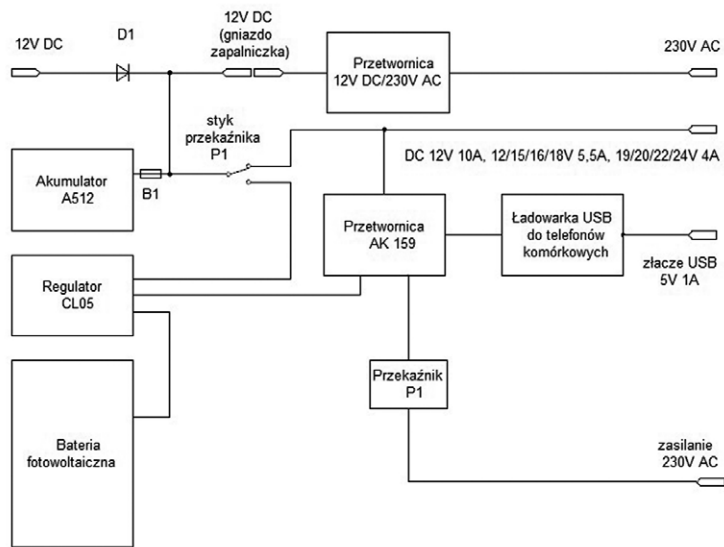 12V DC
D1
12V DC
(gniazdo
zapalniczka)
Przetwornica
12V DC/230V AC
230V AC
styk
przekaźnika
P1
DC 12V 10A, 12/15/16/18V 5,5A, 19/20/22/24V 4A
Akumulator
A512
B1
Przetwornica
AK 159
Ładowarka USB
do telefonów
komórkowych
złacze USB
5V 1A
Regulator
CL05
Przekaźnik
P1
Bateria
fotowoltaiczna
zasilanie
230V AC